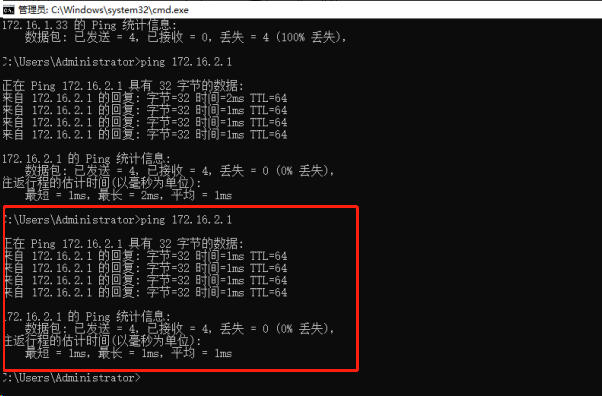 管理员: C:\Windows\system32\cmd.exe
172.16.1.33 的 Ping 统计信息:
数据包: 已发送 = 4, 已接收 = 0, 丢失 = 4 (100% 丢失),
C:\Users\Administrator>ping 172.16.2.1
正在 Ping 172.16.2.1 具有 32 字节的数据:
来自 172.16.2.1 的回复: 字节=32 时间=2ms TTL=64
来自 172.16.2.1 的回复: 字节=32 时间=1ms TTL=64
来自 172.16.2.1 的回复: 字节=32 时间=1ms TTL=64
来自 172.16.2.1 的回复: 字节=32 时间=1ms TTL=64
172.16.2.1 的 Ping 统计信息:
数据包: 已发送 = 4, 已接收 = 4, 丢失 = 0 (0% 丢失),
往返行程的估计时间(以毫秒为单位):
最短 = 1ms, 最长 = 2ms, 平均 = 1ms
C:\Users\Administrator>ping 172.16.2.1
正在 Ping 172.16.2.1 具有 32 字节的数据:
来自 172.16.2.1 的回复: 字节=32 时间=1ms TTL=64
来自 172.16.2.1 的回复: 字节=32 时间=1ms TTL=64
来自 172.16.2.1 的回复: 字节=32 时间=1ms TTL=64
来自 172.16.2.1 的回复: 字节=32 时间=1ms TTL=64
172.16.2.1 的 Ping 统计信息:
数据包: 已发送 = 4, 已接收 = 4, 丢失 = 0 (0% 丢失),
往返行程的估计时间(以毫秒为单位):
最短 = 1ms, 最长 = 1ms, 平均 = 1ms
C:\Users\Administrator>